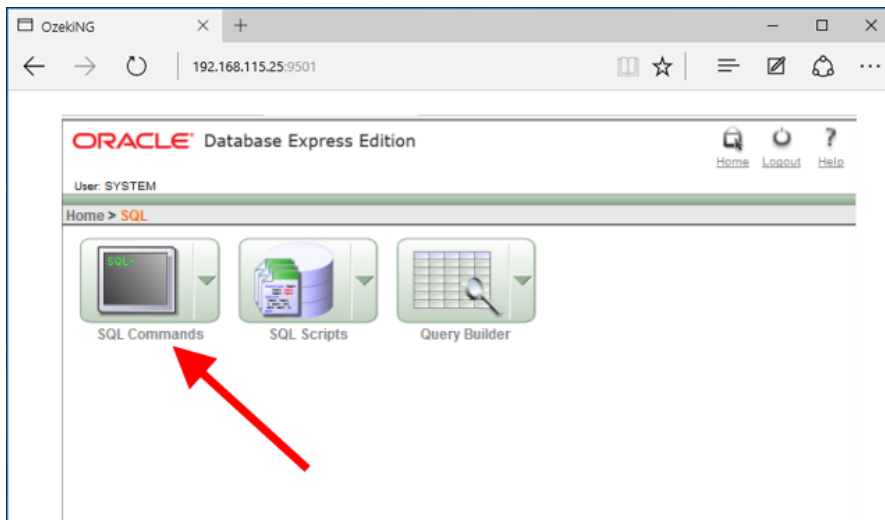 OzekiNG
192.168.115.25:9501
ORACLE Database Express Edition
Home Logout Help
User: SYSTEM
Home > SQL
SQL>
SQL Commands SQL Scripts Query Builder